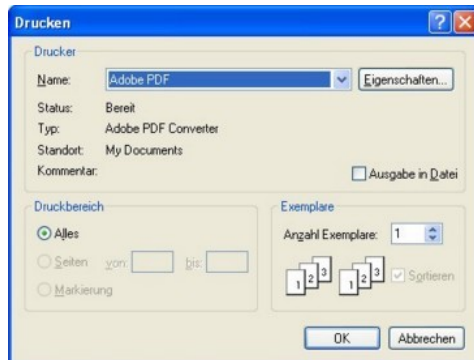 Drucken
Drucker
Name: Adobe PDF Eigenschaften...
Status: Bereit
Typ: Adobe PDF Converter
Standort: My Documents
Kommentar:
Ausgabe in Datei
Druckbereich
Alles
Seiten von: bis:
Markierung
Exemplare
Anzahl Exemplare: 1
1 2 3 1 2 3 Sortieren
OK Abbrechen